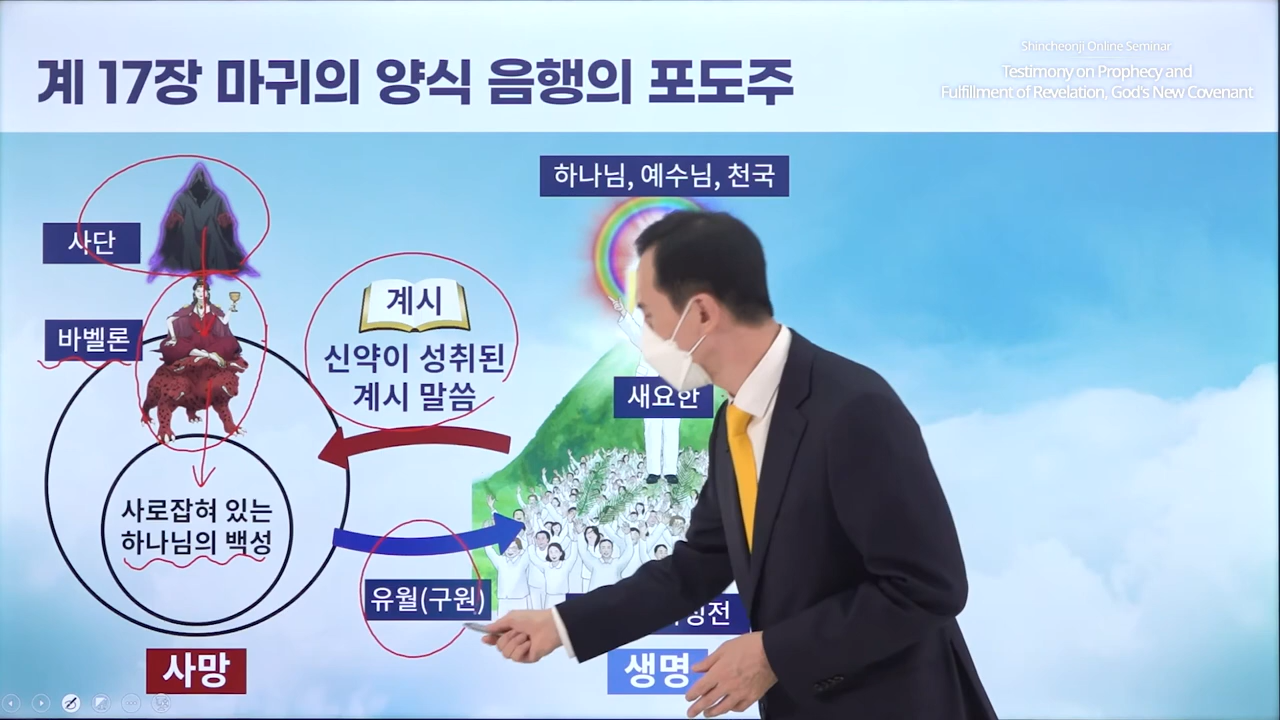 계 17장 마귀의 양식 음행의 포도주
Shincheonji Online Seminar
Testimony on Prophecy and
Fulfillment of Revelation, God's New Covenant
하나님, 예수님, 천국
사단
바벨론
계시
신약이 성취된
계시 말씀
새요한
사로잡혀 있는
하나님의 백성
유월(구원)
사망
생명